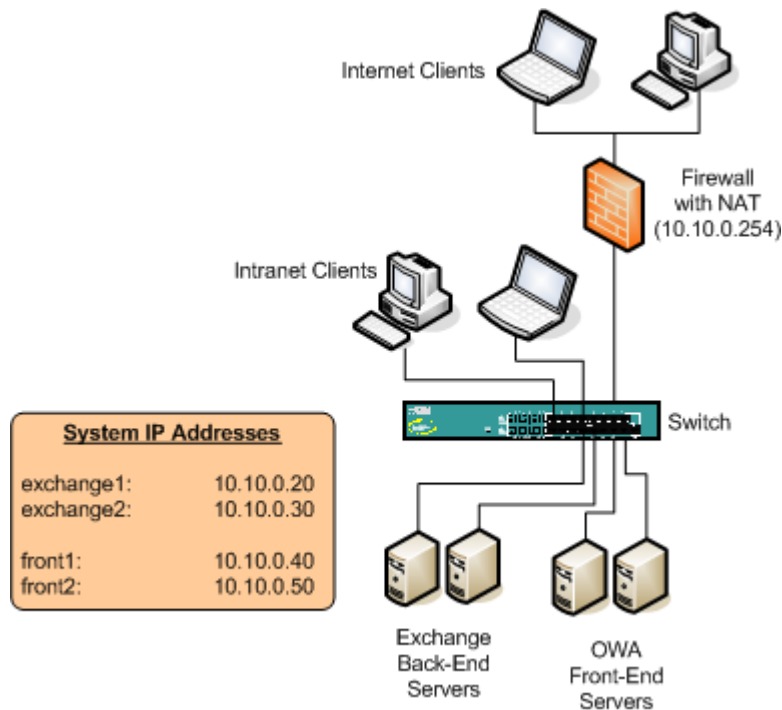 Internet Clients
Firewall
with NAT
(10.10.0.254)
Intranet Clients
Switch
System IP Addresses
exchange1: 10.10.0.20
exchange2: 10.10.0.30
front1: 10.10.0.40
front2: 10.10.0.50
Exchange
Back-End
Servers
OWA
Front-End
Servers